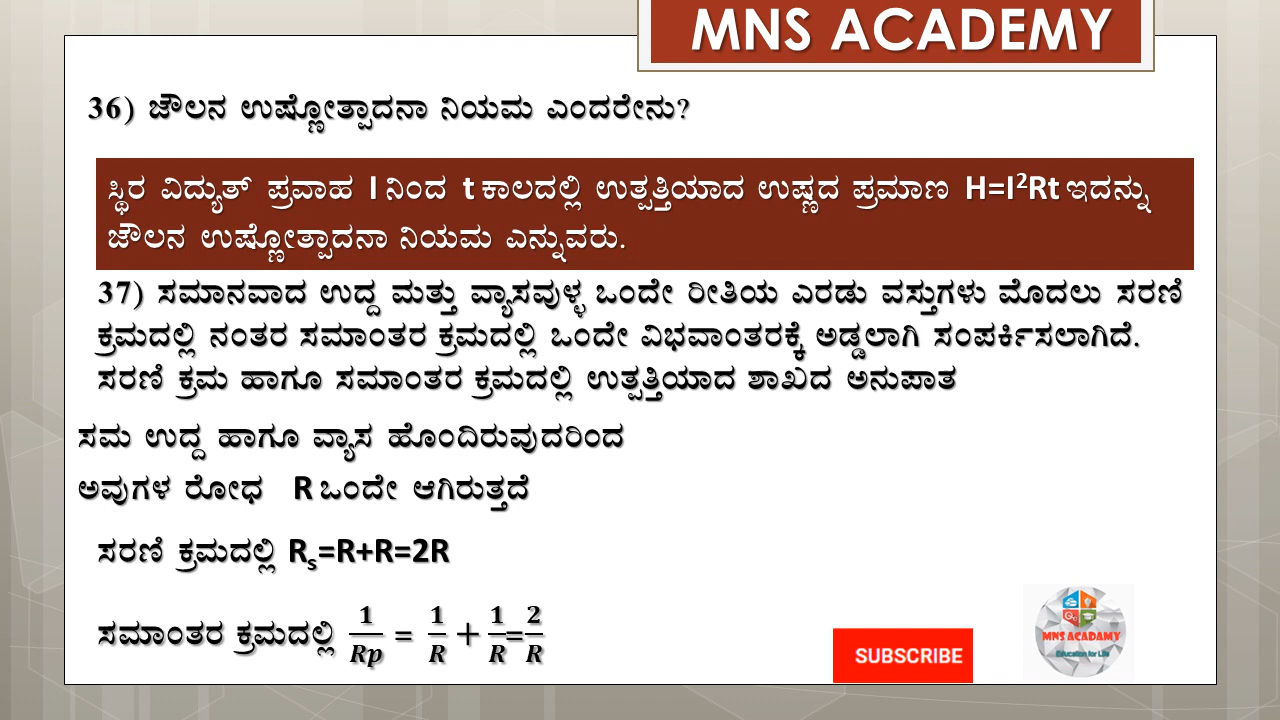 MNS ACADEMY
36) ಜೌಲನ ಉಷ್ಣೋತ್ಪಾದನಾ ನಿಯಮ ಎಂದರೇನು?
ಸ್ಥಿರ ವಿದ್ಯುತ್ ಪ್ರವಾಹ I ನಿಂದ t ಕಾಲದಲ್ಲಿ ಉತ್ಪತ್ತಿಯಾದ ಉಷ್ಣದ ಪ್ರಮಾಣ H=I²Rt ಇದನ್ನು
ಜೌಲನ ಉಷ್ಣೋತ್ಪಾದನಾ ನಿಯಮ ಎನ್ನುವರು.
37) ಸಮಾನವಾದ ಉದ್ದ ಮತ್ತು ವ್ಯಾಸವುಳ್ಳ ಒಂದೇ ರೀತಿಯ ಎರಡು ವಸ್ತುಗಳು ಮೊದಲು ಸರಣಿ
ಕ್ರಮದಲ್ಲಿ ನಂತರ ಸಮಾಂತರ ಕ್ರಮದಲ್ಲಿ ಒಂದೇ ವಿಭವಾಂತರಕ್ಕೆ ಅಡ್ಡಲಾಗಿ ಸಂಪರ್ಕಿಸಲಾಗಿದೆ.
ಸರಣಿ ಕ್ರಮ ಹಾಗೂ ಸಮಾಂತರ ಕ್ರಮದಲ್ಲಿ ಉತ್ಪತ್ತಿಯಾದ ಶಾಖದ ಅನುಪಾತ
ಸಮ ಉದ್ದ ಹಾಗೂ ವ್ಯಾಸ ಹೊಂದಿರುವುದರಿಂದ
ಅವುಗಳ ರೋಧ R ಒಂದೇ ಆಗಿರುತ್ತದೆ
ಸರಣಿ ಕ್ರಮದಲ್ಲಿ Rₛ=R+R=2R
ಸಮಾಂತರ ಕ್ರಮದಲ್ಲಿ 1/Rp = 1/R + 1/R = 2/R
SUBSCRIBE
MNS ACADAMY
Education for Life